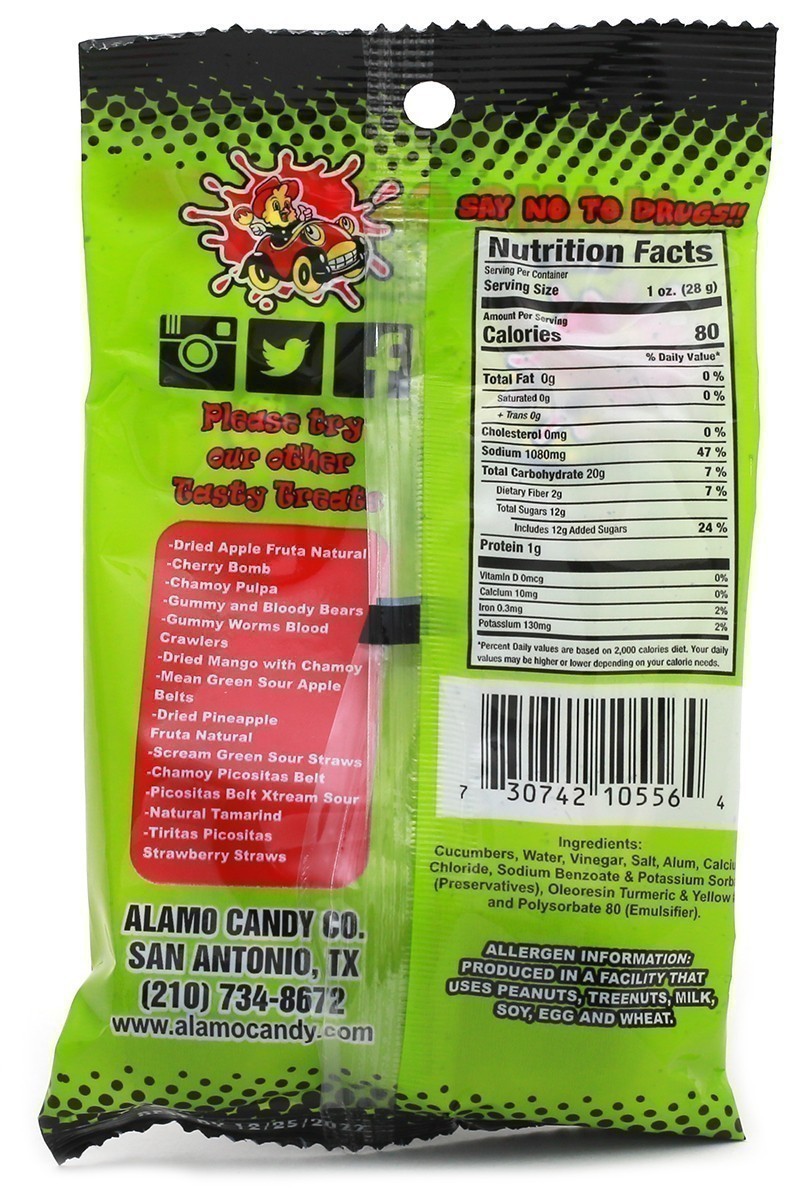 Please try
our other
Tasty Treats
-Dried Apple Fruta Natural
-Cherry Bomb
-Chamoy Pulpa
-Gummy and Bloody Bears
-Gummy Worms Blood
Crawlers
-Dried Mango with Chamoy
-Mean Green Sour Apple
Belts
-Dried Pineapple
Fruta Natural
-Scream Green Sour Straws
-Chamoy Picositas Belt
-Picositas Belt Xtream Sour
-Natural Tamarind
-Tiritas Picositas
Strawberry Straws
ALAMO CANDY CO.
SAN ANTONIO, TX
(210) 734-8672
www.alamocandy.com
12/25/2022
SAY NO TO DRUGS!!
Nutrition Facts
Serving Per Container
Serving Size 1 oz. (28 g)
Amount Per Serving
Calories 80
% Daily Value*
Total Fat 0g 0 %
Saturated 0g 0 %
+ Trans 0g
Cholesterol 0mg 0 %
Sodium 1080mg 47 %
Total Carbohydrate 20g 7 %
Dietary Fiber 2g 7 %
Total Sugars 12g
Includes 12g Added Sugars 24 %
Protein 1g
Vitamin D 0mcg 0%
Calcium 10mg 0%
Iron 0.3mg 2%
Potassium 130mg 2%
*Percent Daily values are based on 2,000 calories diet. Your daily
values may be higher or lower depending on your calorie needs.
7 30742 10556 4
Ingredients:
Cucumbers, Water, Vinegar, Salt, Alum, Calciu
Chloride, Sodium Benzoate & Potassium Sorb
(Preservatives), Oleoresin Turmeric & Yellow
and Polysorbate 80 (Emulsifier).
ALLERGEN INFORMATION:
PRODUCED IN A FACILITY THAT
USES PEANUTS, TREENUTS, MILK,
SOY, EGG AND WHEAT.